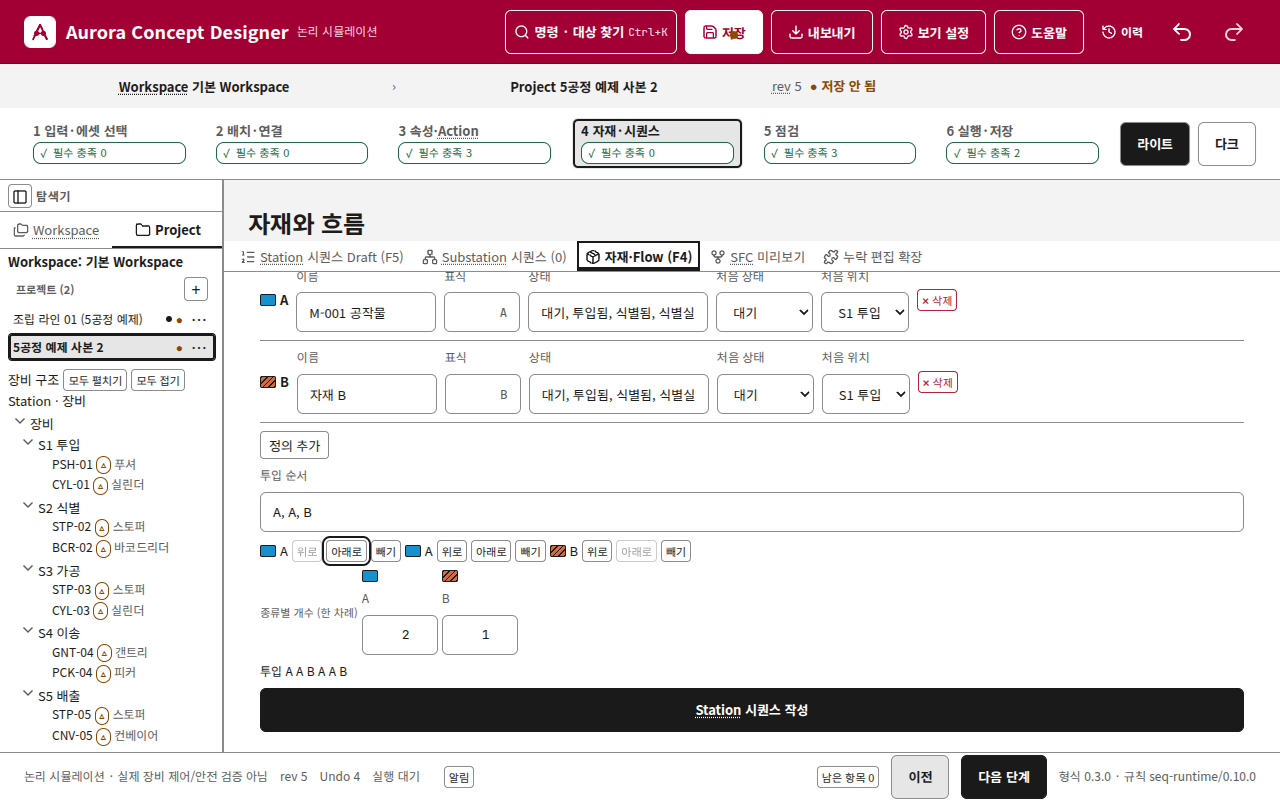 Aurora Concept Designer 논리 시뮬레이션 명령 · 대상 찾기 Ctrl+K 저장 내보내기 보기 설정 도움말 이력
Workspace 기본 Workspace › Project 5공정 예제 사본 2 rev 5 ● 저장 안 됨
1 입력·에셋 선택 2 배치·연결 3 속성·Action 4 자재·시퀀스 5 점검 6 실행·저장
✓ 필수 충족 0 ✓ 필수 충족 0 ✓ 필수 충족 3 ✓ 필수 충족 0 ✓ 필수 충족 3 ✓ 필수 충족 2 라이트 다크
탐색기
Workspace Project
Workspace: 기본 Workspace
프로젝트 (2) +
조립 라인 01 (5공정 예제) ● ● ···
5공정 예제 사본 2 ● ···
장비 구조 모두 펼치기 모두 접기
Station · 장비
장비
S1 투입
PSH-01 푸셔
CYL-01 실린더
S2 식별
STP-02 스토퍼
BCR-02 바코드리더
S3 가공
STP-03 스토퍼
CYL-03 실린더
S4 이송
GNT-04 갠트리
PCK-04 피커
S5 배출
STP-05 스토퍼
CNV-05 컨베이어
자재와 흐름
Station 시퀀스 Draft (F5) Substation 시퀀스 (0) 자재·Flow (F4) SFC 미리보기 누락 편집 확장
이름 표식 상태 처음 상태 처음 위치
A M-001 공작물 A 대기, 투입됨, 식별됨, 식별실 대기 S1 투입 × 삭제
이름 표식 상태 처음 상태 처음 위치
B 자재 B B 대기, 투입됨, 식별됨, 식별실 대기 S1 투입 × 삭제
정의 추가
투입 순서
A, A, B
A 위로 아래로 빼기 A 위로 아래로 빼기 B 위로 아래로 빼기
A B
종류별 개수 (한 차례) 2 1
투입 A A B A A B
Station 시퀀스 작성
논리 시뮬레이션 · 실제 장비 제어/안전 검증 아님 rev 5 Undo 4 실행 대기 알림 남은 항목 0 이전 다음 단계 형식 0.3.0 · 규칙 seq-runtime/0.10.0